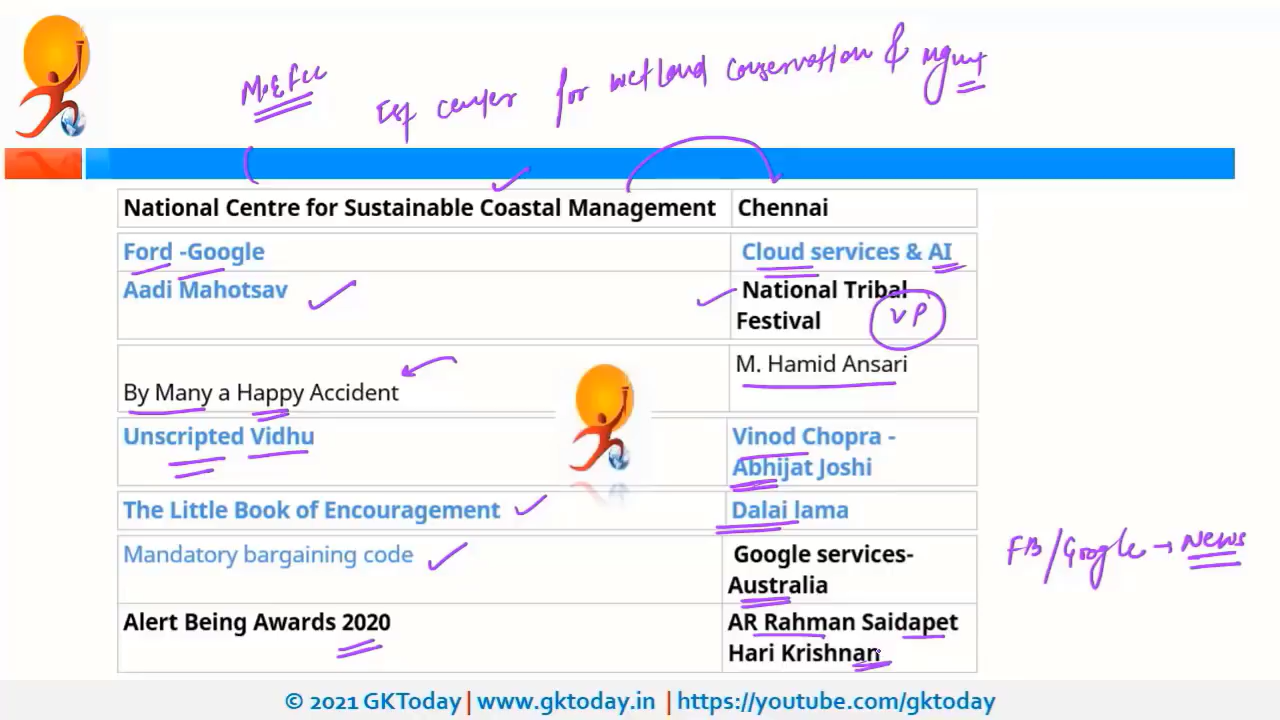 MoEFCC
Est center for wetland conservation & mgmt
National Centre for Sustainable Coastal Management
Chennai
Ford -Google
Cloud services & AI
Aadi Mahotsav
National Tribal
Festival
VP
M. Hamid Ansari
By Many a Happy Accident
Unscripted Vidhu
Vinod Chopra -
Abhijat Joshi
The Little Book of Encouragement
Dalai lama
Mandatory bargaining code
Google services-
Australia
FB/Google → News
Alert Being Awards 2020
AR Rahman Saidapet
Hari Krishnan
© 2021 GKToday | www.gktoday.in | https://youtube.com/gktoday